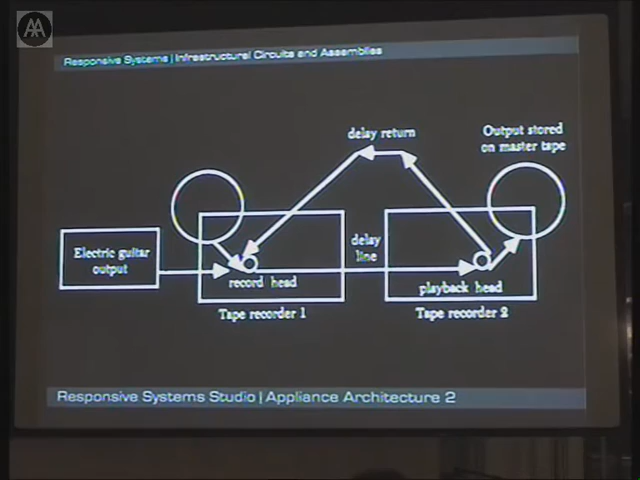 AA
Responsive Systems | Infrastructural Circuits and Assemblies
delay return
Output stored
on master tape
Electric guitar
output
delay
line
record head
playback head
Tape recorder 1
Tape recorder 2
Responsive Systems Studio | Appliance Architecture 2